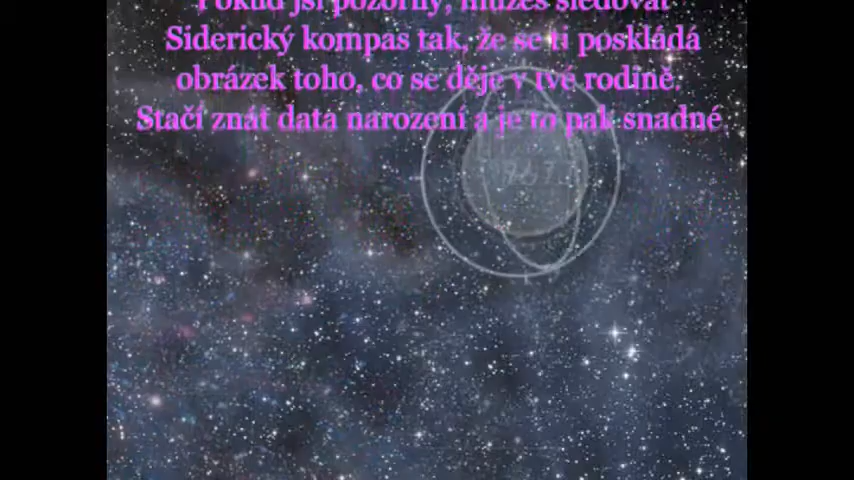 Pokud jsi pozorný, můžeš sledovat
Siderický kompas tak, že se ti poskládá
obrázek toho, co se děje v tvé rodině.
Stačí znát data narození a je to pak snadné